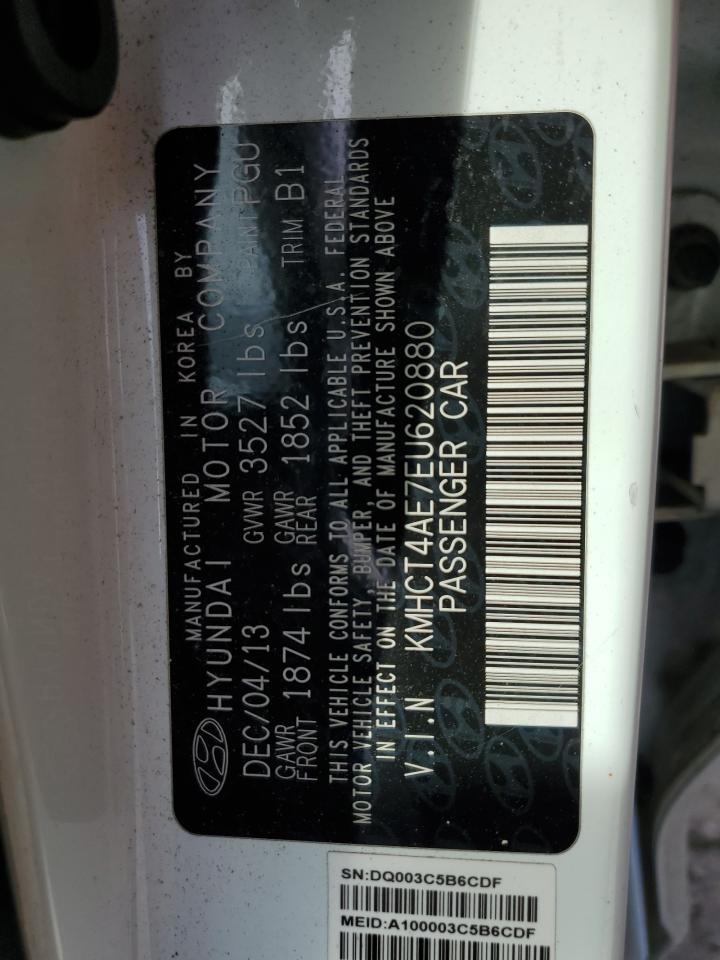 MANUFACTURED IN KOREA BY
HYUNDAI MOTOR COMPANY
DEC/04/13 GVWR 3527 lbs PAINT PGU
GAWR FRONT 1874 lbs GAWR REAR 1852 lbs TRIM B1
THIS VEHICLE CONFORMS TO ALL APPLICABLE U.S.A. FEDERAL
MOTOR VEHICLE SAFETY, BUMPER, AND THEFT PREVENTION STANDARDS
IN EFFECT ON THE DATE OF MANUFACTURE SHOWN ABOVE
V.I.N KMHCT4AE7EU620880
PASSENGER CAR
SN:DQ003C5B6CDF
MEID:A100003C5B6CDF